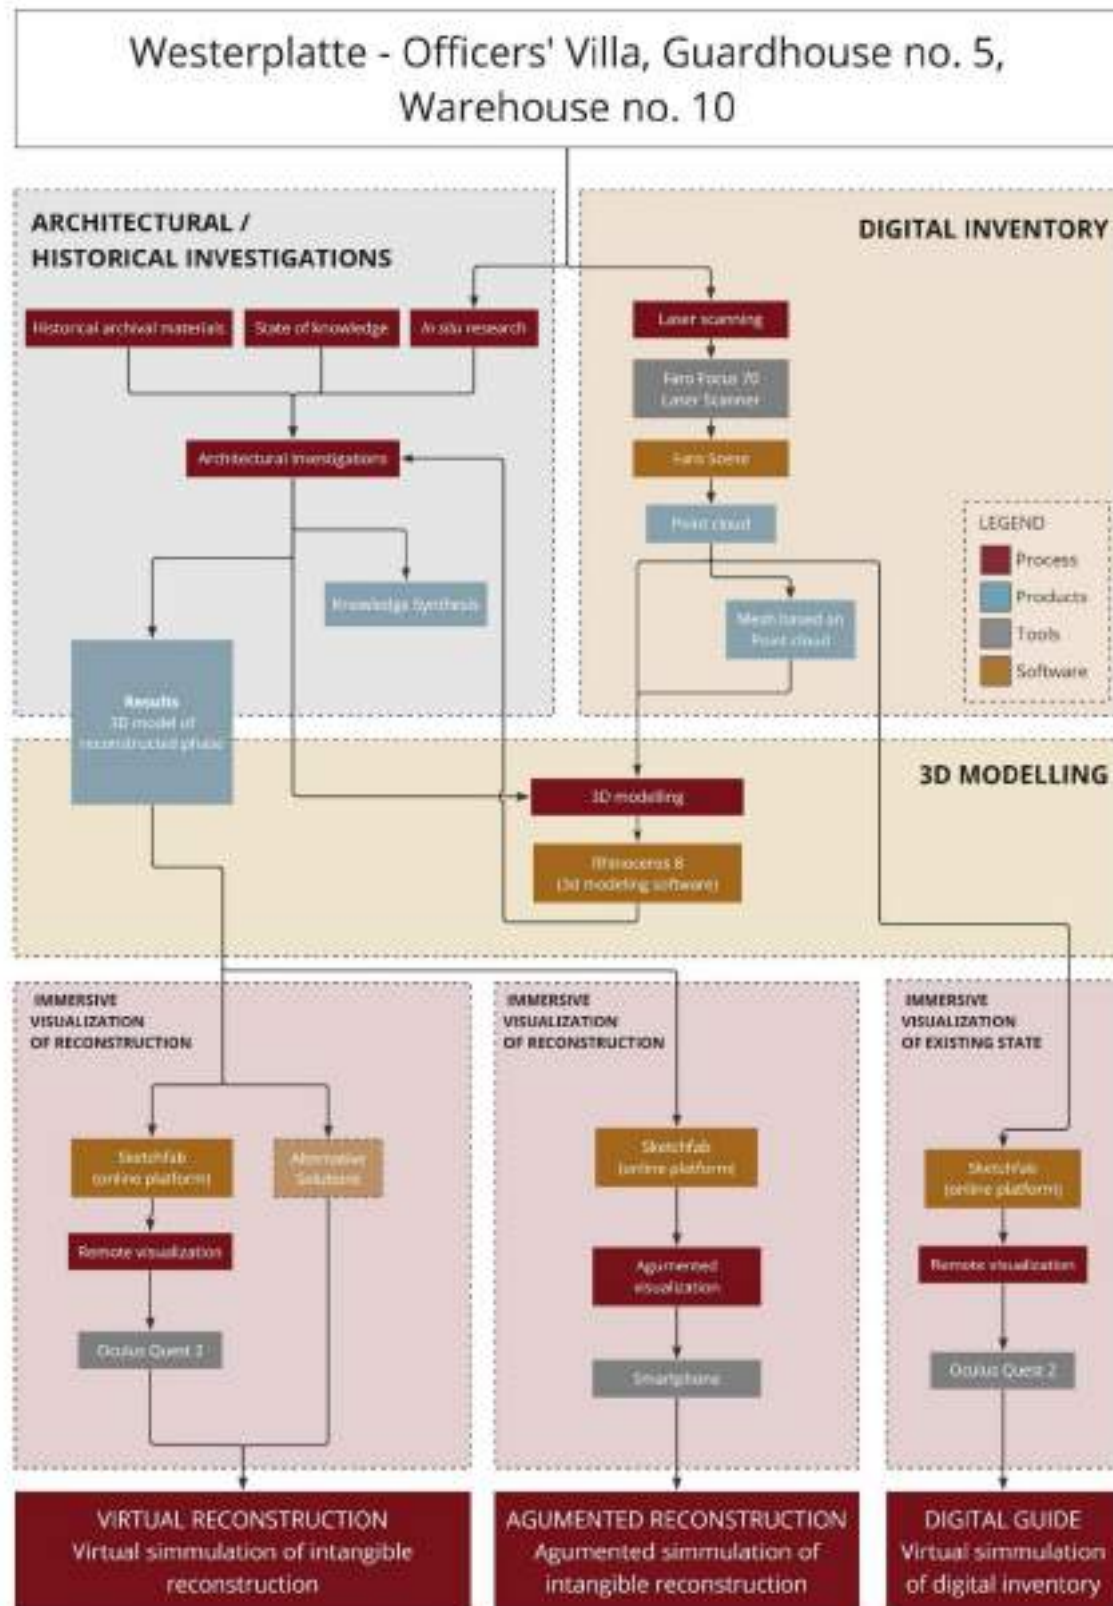 Westerplatte - Officers' Villa, Guardhouse no. 5,
Warehouse no. 10
ARCHITECTURAL /
HISTORICAL INVESTIGATIONS
Historical archival materials
State of knowledge
In situ research
Architectural Investigations
Knowledge Synthesis
Results
3D model of
reconstructed phase
DIGITAL INVENTORY
Laser scanning
Faro Focus 70
Laser Scanner
Faro Scene
Point cloud
Mesh based on
Point cloud
LEGEND
Process
Products
Tools
Software
3D MODELLING
3D modelling
Rhinoceros 8
(3d modeling software)
IMMERSIVE
VISUALIZATION
OF RECONSTRUCTION
Sketchfab
(online platform)
Alternative
Solutions
Remote visualization
Oculus Quest
VIRTUAL RECONSTRUCTION
Virtual simmulation of intangible
reconstruction
IMMERSIVE
VISUALIZATION
OF RECONSTRUCTION
Sketchfab
(online platform)
Agumented
visualization
Smartphone
AGUMENTED RECONSTRUCTION
Agumented simmulation of
intangible reconstruction
IMMERSIVE
VISUALIZATION
OF EXISTING STATE
Sketchfab
(online platform)
Remote visualization
Oculus Quest 2
DIGITAL GUIDE
Virtual simmulation
of digital inventory